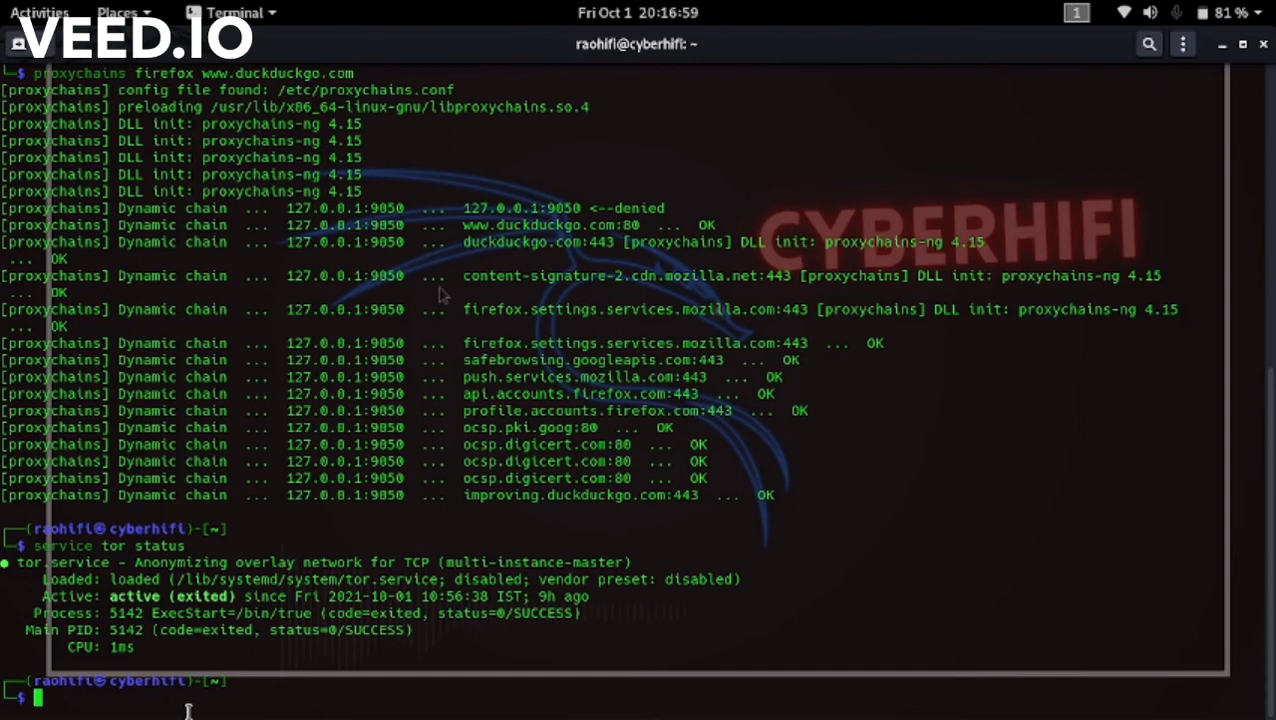 Activities Places Terminal Fri Oct 1 20:16:59 1 81 %
VEED.IO
raohifi@cyberhifi: ~
└─$ proxychains firefox www.duckduckgo.com
[proxychains] config file found: /etc/proxychains.conf
[proxychains] preloading /usr/lib/x86_64-linux-gnu/libproxychains.so.4
[proxychains] DLL init: proxychains-ng 4.15
[proxychains] DLL init: proxychains-ng 4.15
[proxychains] DLL init: proxychains-ng 4.15
[proxychains] DLL init: proxychains-ng 4.15
[proxychains] DLL init: proxychains-ng 4.15
[proxychains] Dynamic chain ... 127.0.0.1:9050 ... 127.0.0.1:9050 <--denied
[proxychains] Dynamic chain ... 127.0.0.1:9050 ... www.duckduckgo.com:80 ... OK
[proxychains] Dynamic chain ... 127.0.0.1:9050 ... duckduckgo.com:443 [proxychains] DLL init: proxychains-ng 4.15
... OK
CYBERHIFI
[proxychains] Dynamic chain ... 127.0.0.1:9050 ... content-signature-2.cdn.mozilla.net:443 [proxychains] DLL init: proxychains-ng 4.15
... OK
[proxychains] Dynamic chain ... 127.0.0.1:9050 ... firefox.settings.services.mozilla.com:443 [proxychains] DLL init: proxychains-ng 4.15
... OK
[proxychains] Dynamic chain ... 127.0.0.1:9050 ... firefox.settings.services.mozilla.com:443 ... OK
[proxychains] Dynamic chain ... 127.0.0.1:9050 ... safebrowsing.googleapis.com:443 ... OK
[proxychains] Dynamic chain ... 127.0.0.1:9050 ... push.services.mozilla.com:443 ... OK
[proxychains] Dynamic chain ... 127.0.0.1:9050 ... api.accounts.firefox.com:443 ... OK
[proxychains] Dynamic chain ... 127.0.0.1:9050 ... profile.accounts.firefox.com:443 ... OK
[proxychains] Dynamic chain ... 127.0.0.1:9050 ... ocsp.pki.goog:80 ... OK
[proxychains] Dynamic chain ... 127.0.0.1:9050 ... ocsp.digicert.com:80 ... OK
[proxychains] Dynamic chain ... 127.0.0.1:9050 ... ocsp.digicert.com:80 ... OK
[proxychains] Dynamic chain ... 127.0.0.1:9050 ... ocsp.digicert.com:80 ... OK
[proxychains] Dynamic chain ... 127.0.0.1:9050 ... improving.duckduckgo.com:443 ... OK
┌──(raohifi㉿cyberhifi)-[~]
└─$ service tor status
● tor.service - Anonymizing overlay network for TCP (multi-instance-master)
Loaded: loaded (/lib/systemd/system/tor.service; disabled; vendor preset: disabled)
Active: active (exited) since Fri 2021-10-01 10:56:38 IST; 9h ago
Process: 5142 ExecStart=/bin/true (code=exited, status=0/SUCCESS)
Main PID: 5142 (code=exited, status=0/SUCCESS)
CPU: 1ms
┌──(raohifi㉿cyberhifi)-[~]
└─$